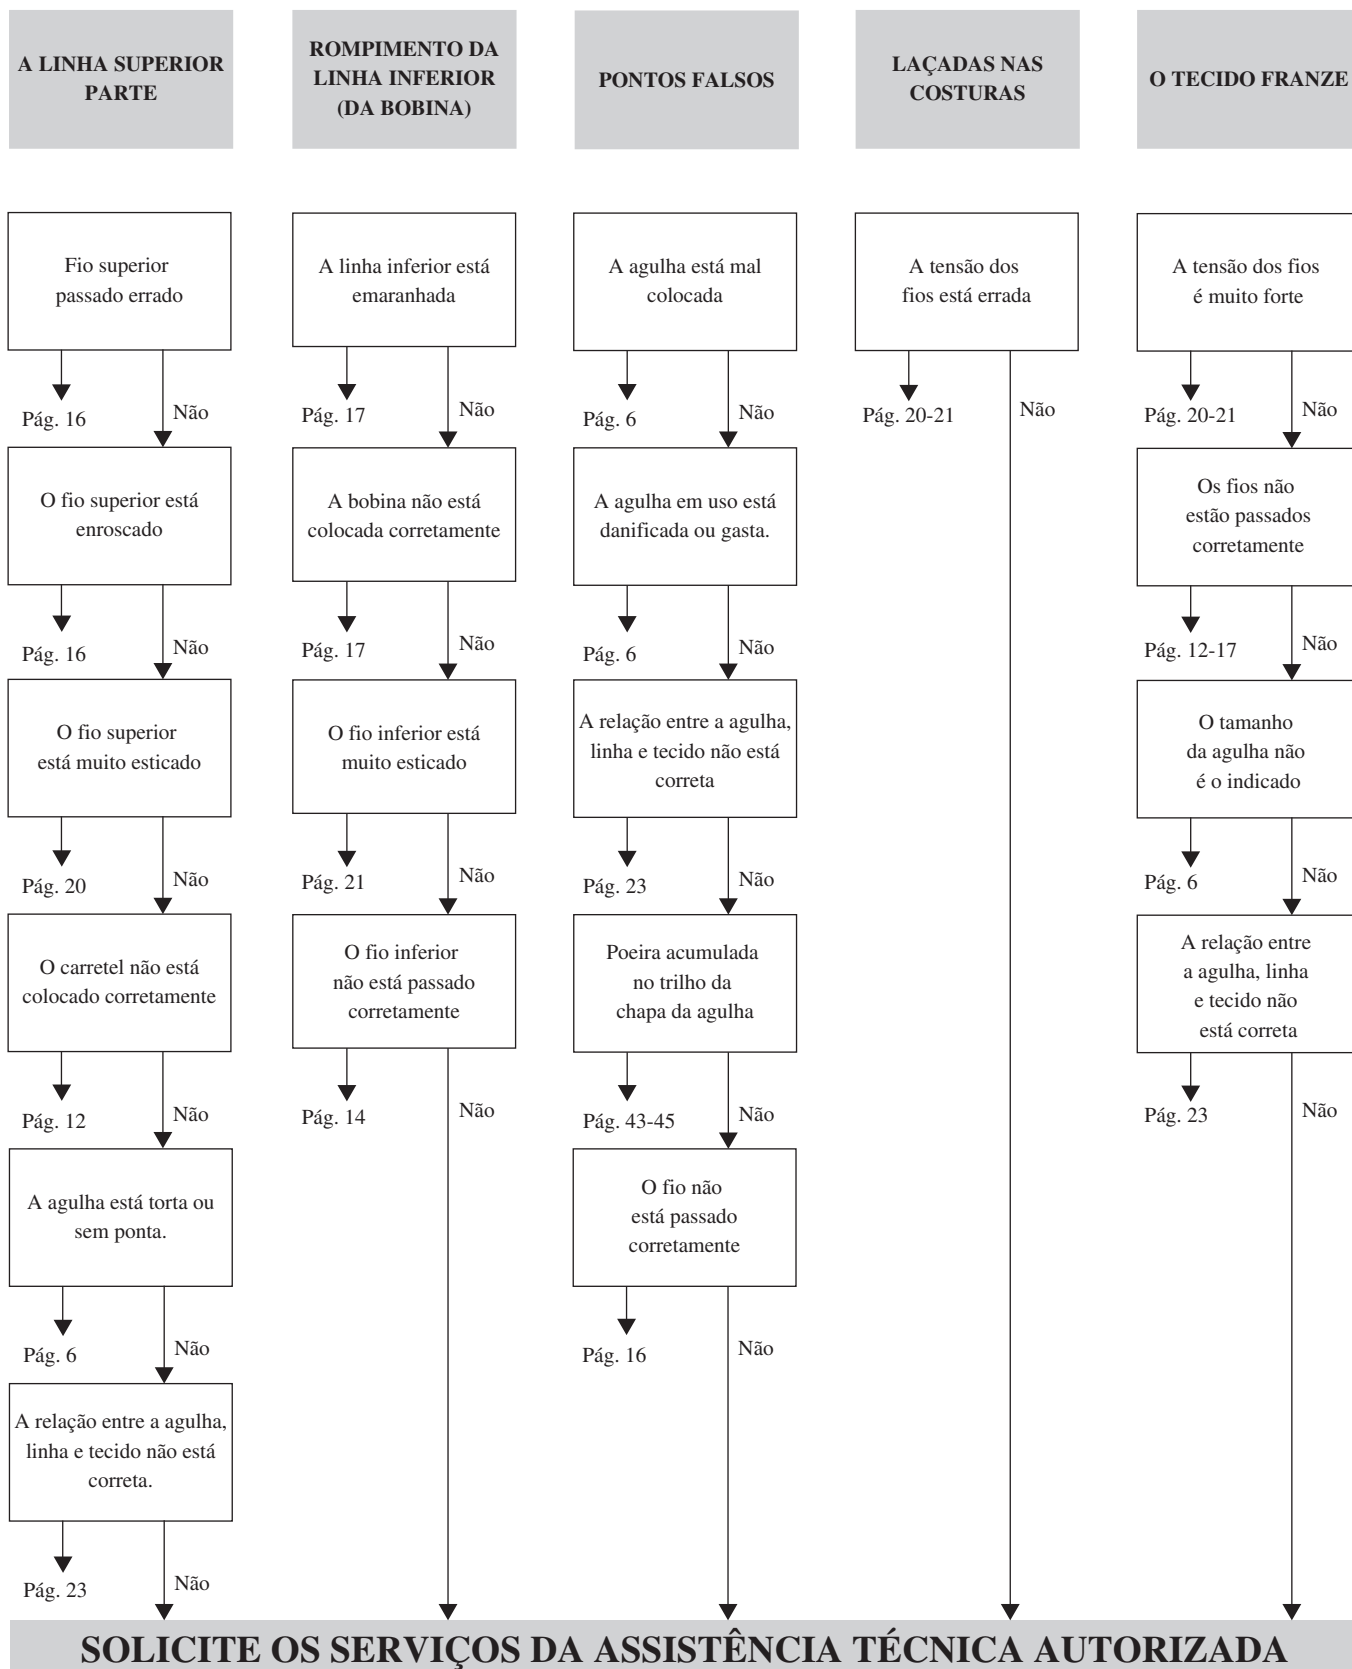 A LINHA SUPERIOR
PARTE
Fio superior
passado errado
Pág. 16
Não
O fio superior está
enroscado
Pág. 16
Não
O fio superior
está muito esticado
Pág. 20
Não
O carretel não está
colocado corretamente
Pág. 12
Não
A agulha está torta ou
sem ponta.
Pág. 6
Não
A relação entre a agulha,
linha e tecido não está
correta.
Pág. 23
Não
ROMPIMENTO DA
LINHA INFERIOR
(DA BOBINA)
A linha inferior está
emaranhada
Pág. 17
Não
A bobina não está
colocada corretamente
Pág. 17
Não
O fio inferior está
muito esticado
Pág. 21
Não
O fio inferior
não está passado
corretamente
Pág. 14
Não
PONTOS FALSOS
A agulha está mal
colocada
Pág. 6
Não
A agulha em uso está
danificada ou gasta.
Pág. 6
Não
A relação entre a agulha,
linha e tecido não está
correta
Pág. 23
Não
Poeira acumulada
no trilho da
chapa da agulha
Pág. 43-45
Não
O fio não
está passado
corretamente
Pág. 16
Não
LAÇADAS NAS
COSTURAS
A tensão dos
fios está errada
Pág. 20-21
Não
O TECIDO FRANZE
A tensão dos fios
é muito forte
Pág. 20-21
Não
Os fios não
estão passados
corretamente
Pág. 12-17
Não
O tamanho
da agulha não
é o indicado
Pág. 6
Não
A relação entre
a agulha, linha
e tecido não
está correta
Pág. 23
Não
SOLICITE OS SERVIÇOS DA ASSISTÊNCIA TÉCNICA AUTORIZADA